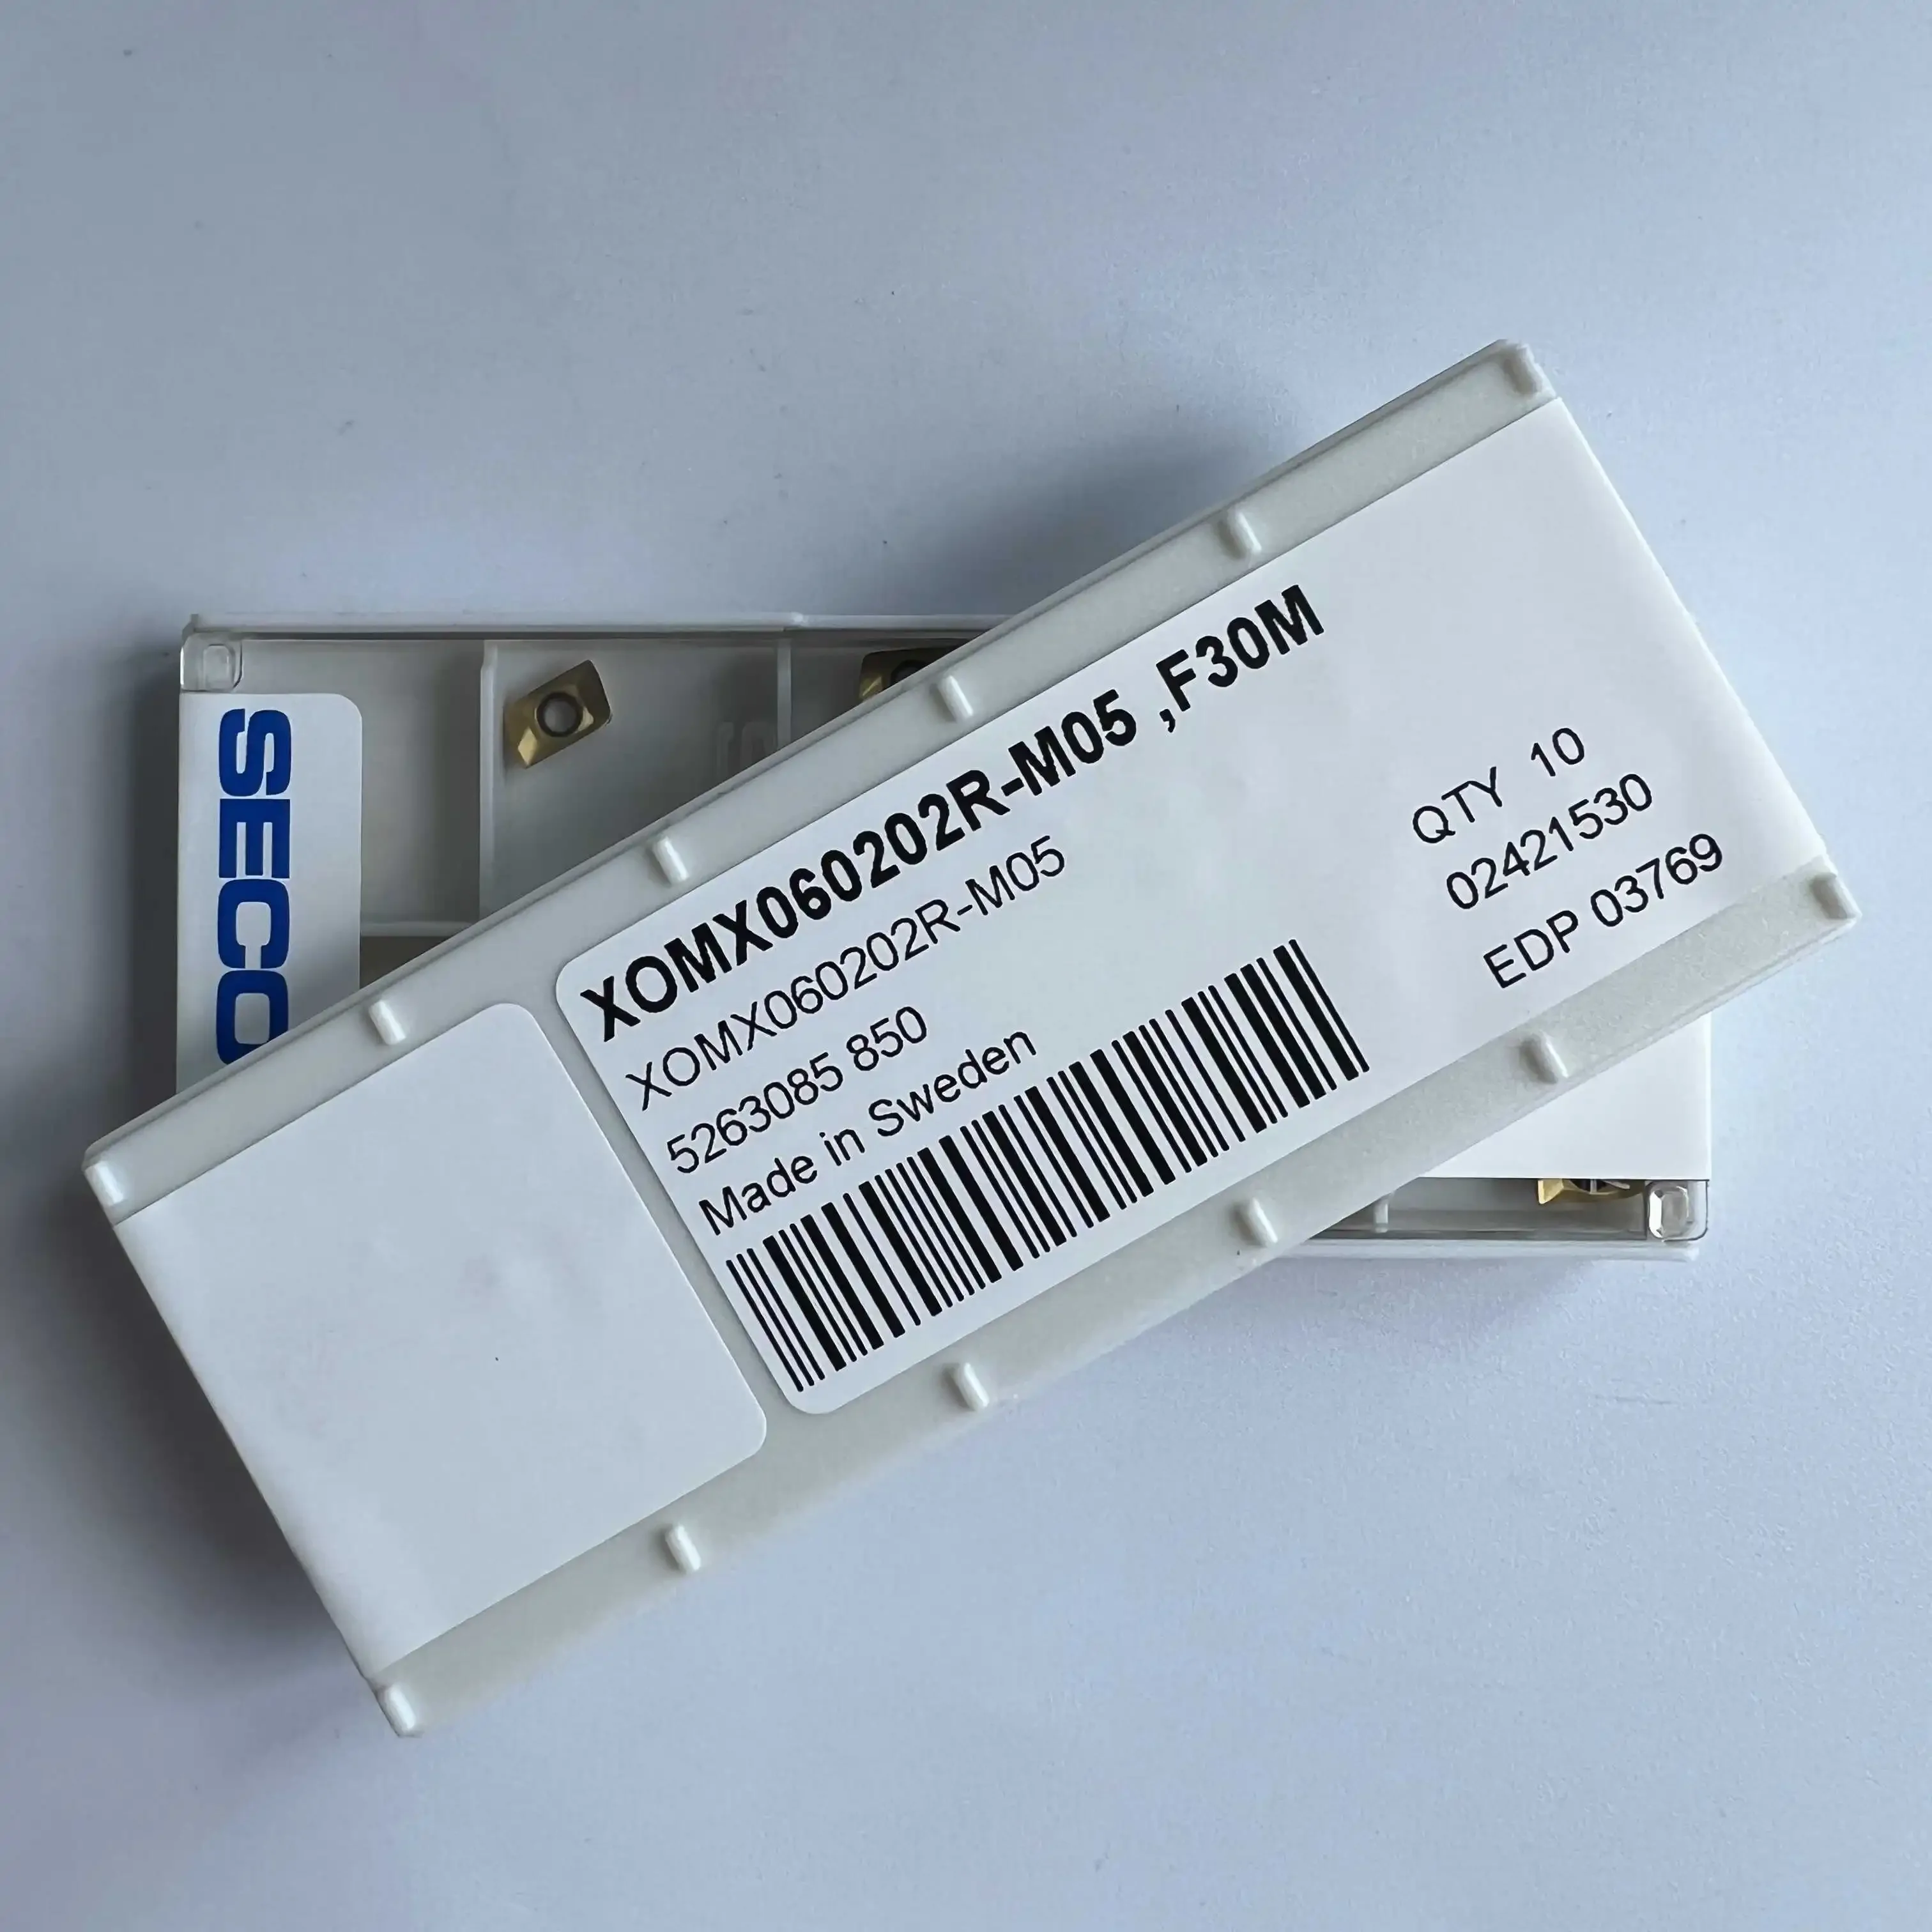 SECO
XOMX060202R-M05 ,F30M
XOMX060202R-M05
5263085 850
Made in Sweden
QTY 10
02421530
EDP 03769